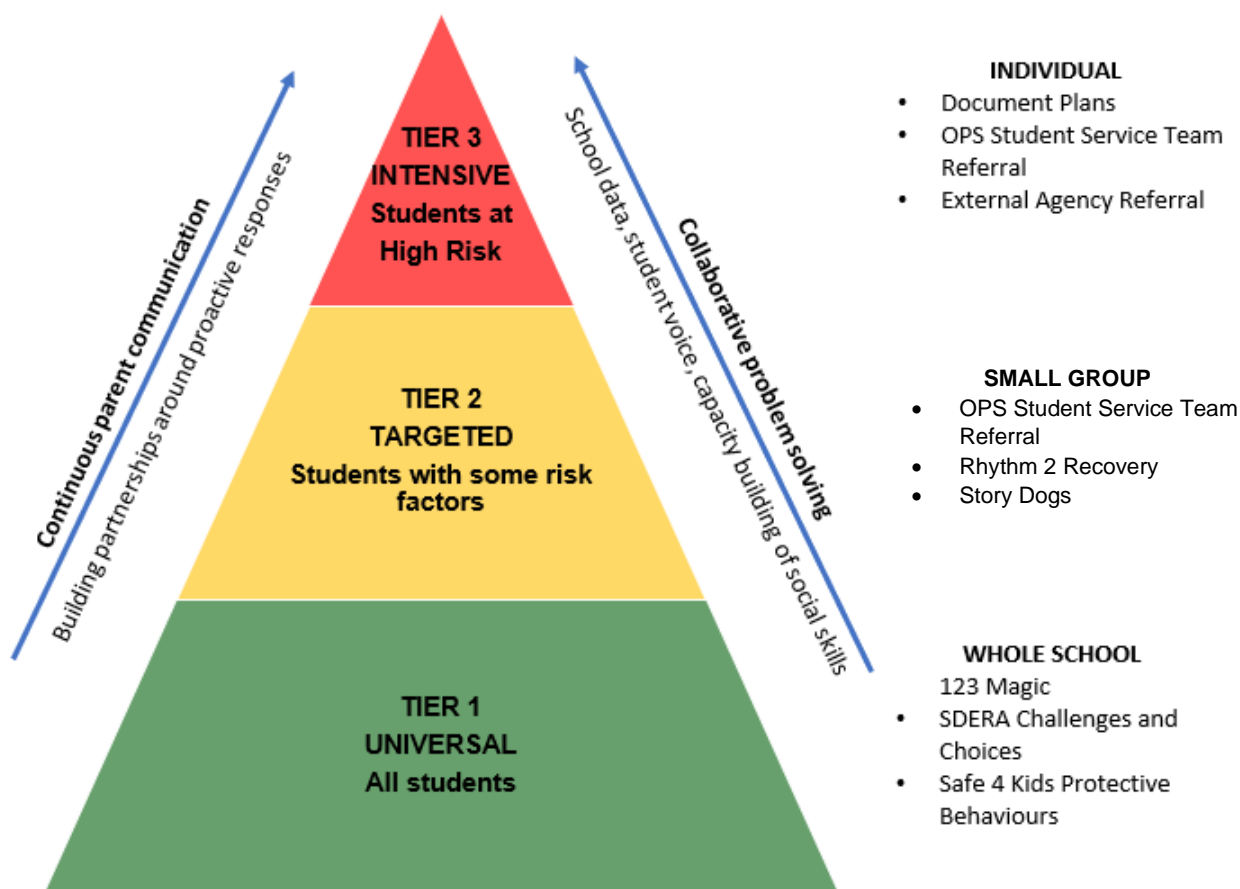 Continuous parent communication
Building partnerships around proactive responses
TIER 3
INTENSIVE
Students at
High Risk
TIER 2
TARGETED
Students with some risk
factors
TIER 1
UNIVERSAL
All students
Collaborative problem solving
School data, student voice, capacity building of social skills
INDIVIDUAL
• Document Plans
• OPS Student Service Team
Referral
• External Agency Referral
SMALL GROUP
• OPS Student Service Team
Referral
• Rhythm 2 Recovery
• Story Dogs
WHOLE SCHOOL
123 Magic
• SDERA Challenges and
Choices
• Safe 4 Kids Protective
Behaviours